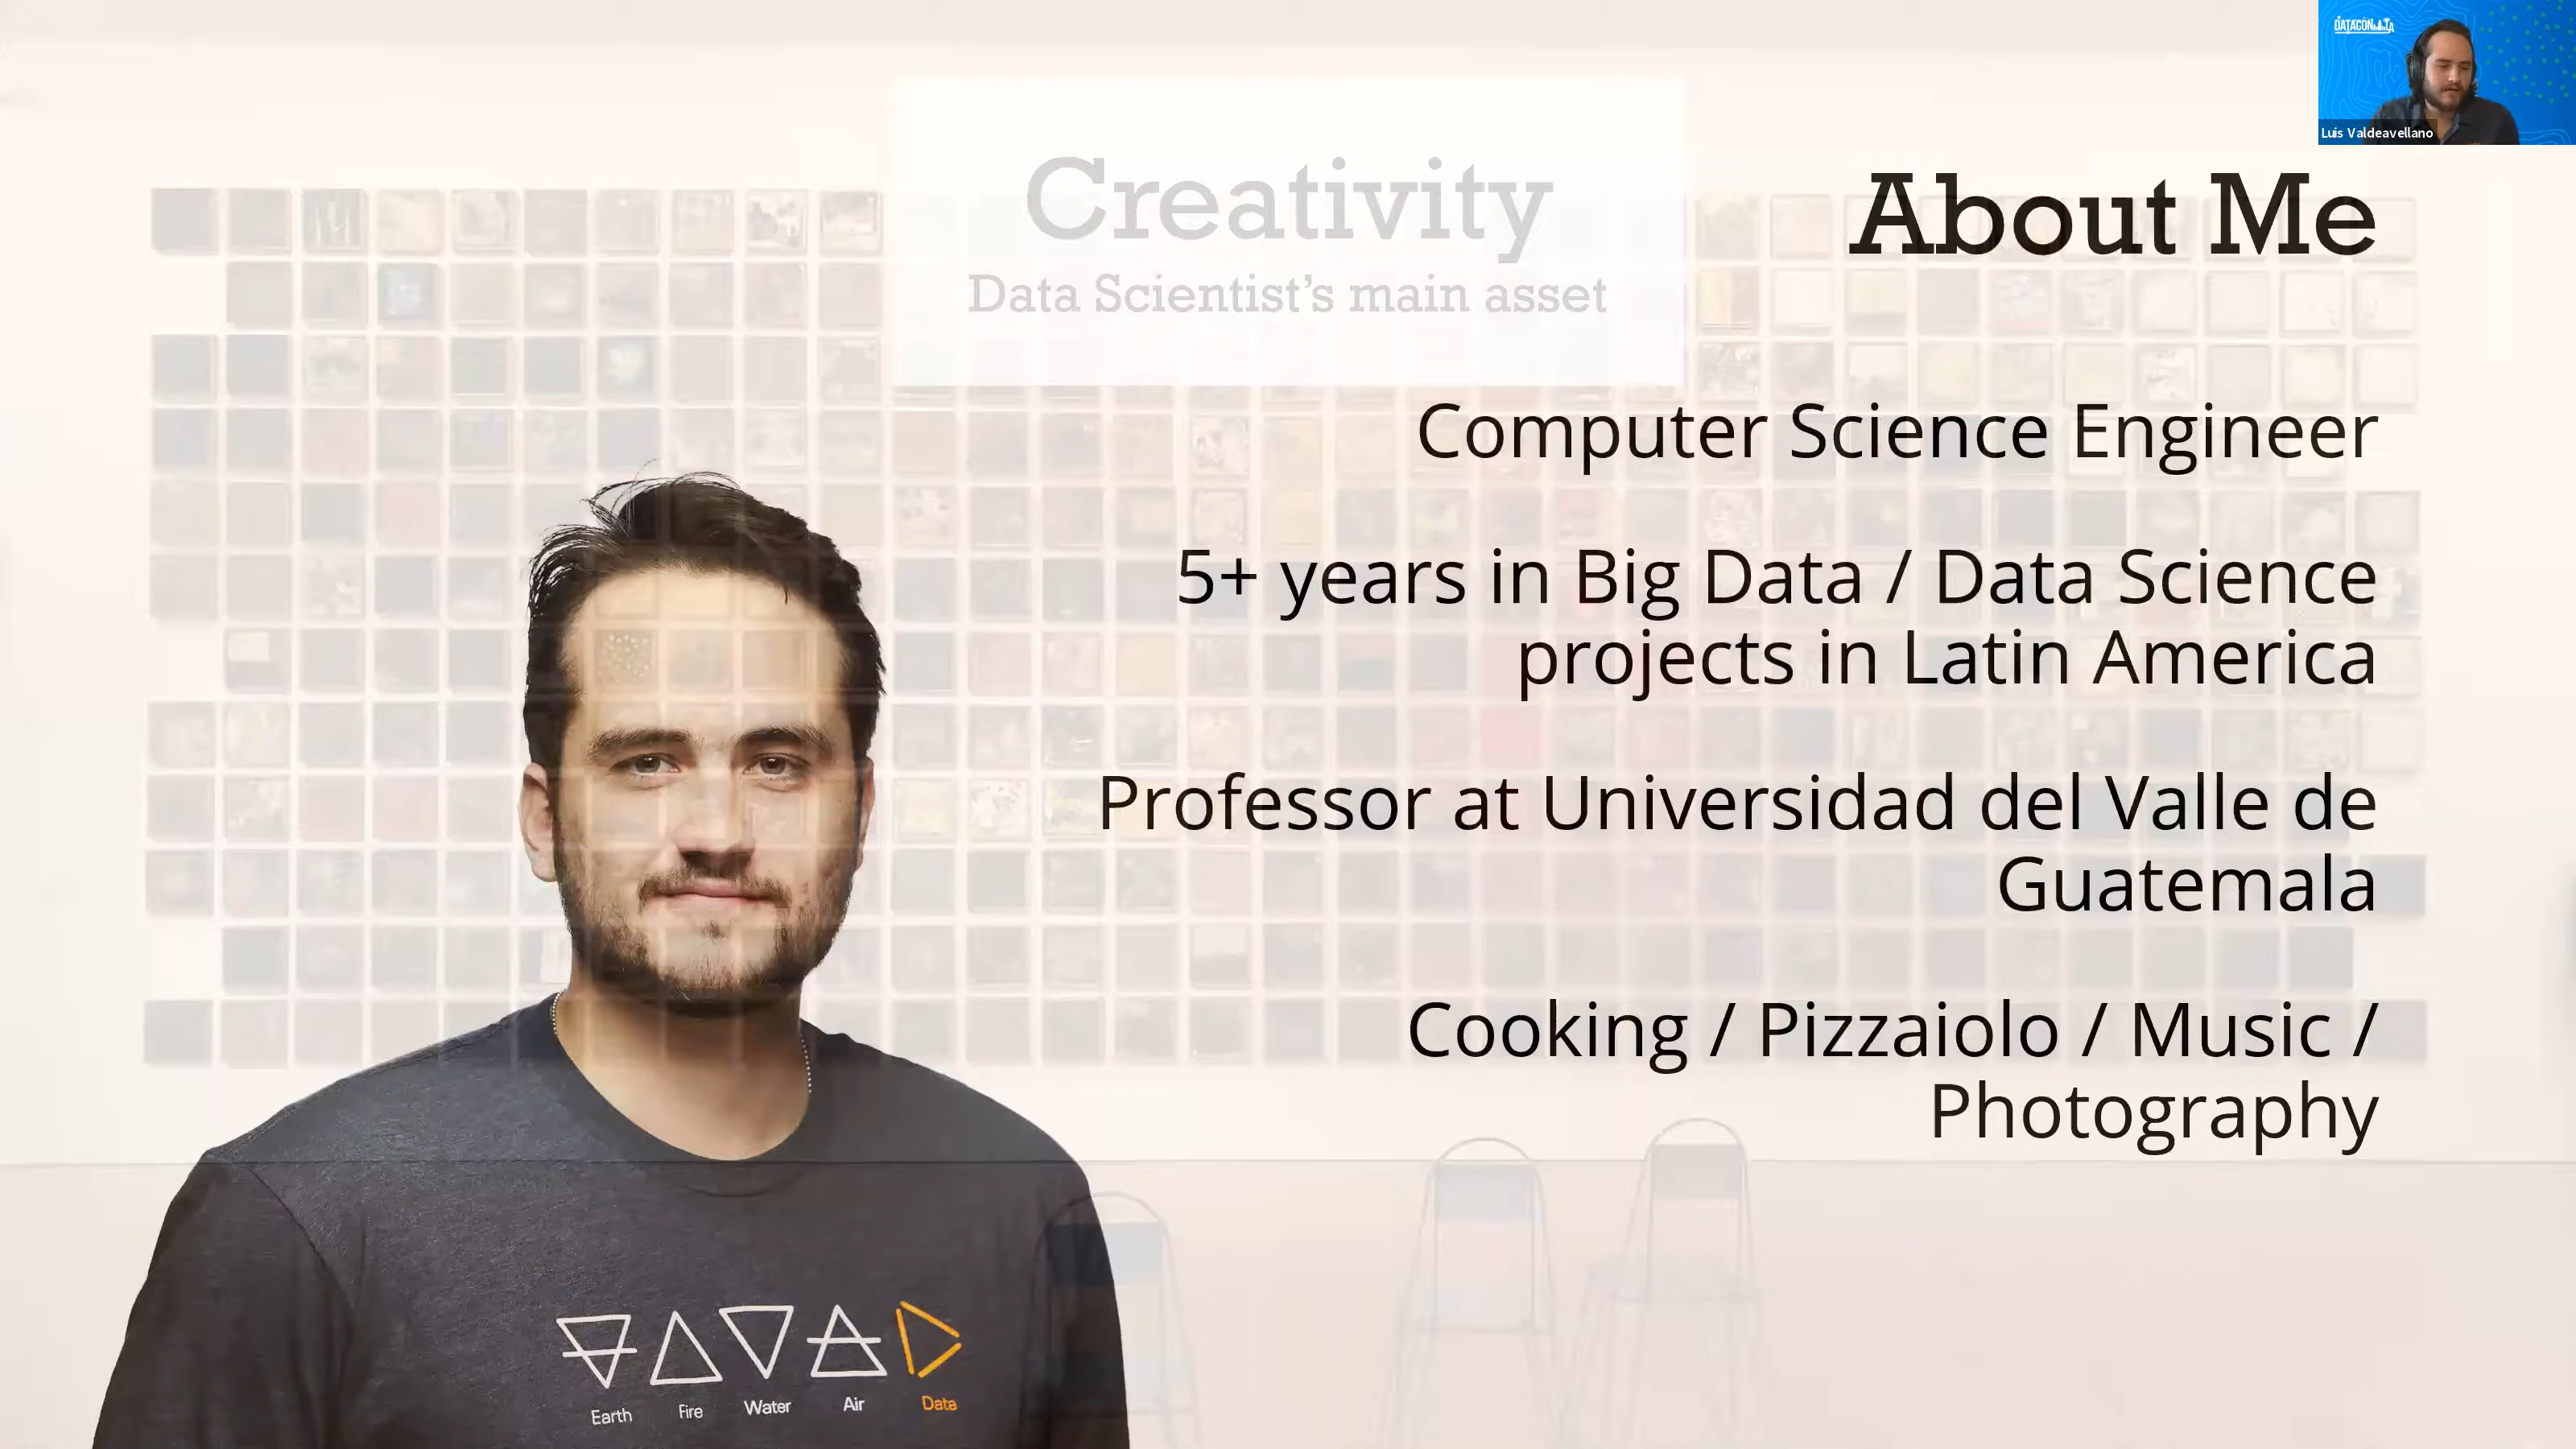 DATACONLA
Luis Valdeavellano
Creativity
Data Scientist’s main asset
About Me
Computer Science Engineer
5+ years in Big Data / Data Science
projects in Latin America
Professor at Universidad del Valle de
Guatemala
Cooking / Pizzaiolo / Music /
Photography
Earth Fire Water Air Data